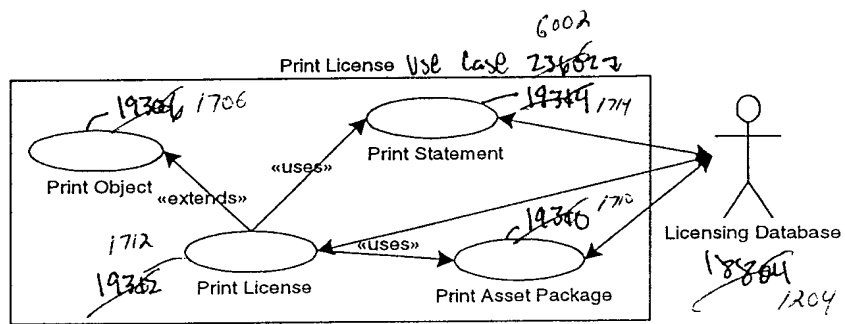 6002
Print License Use Case
1706
1714
Print Statement
Print Object
«uses»
«extends»
1710
1712
«uses»
Print License
Print Asset Package
Licensing Database
1204